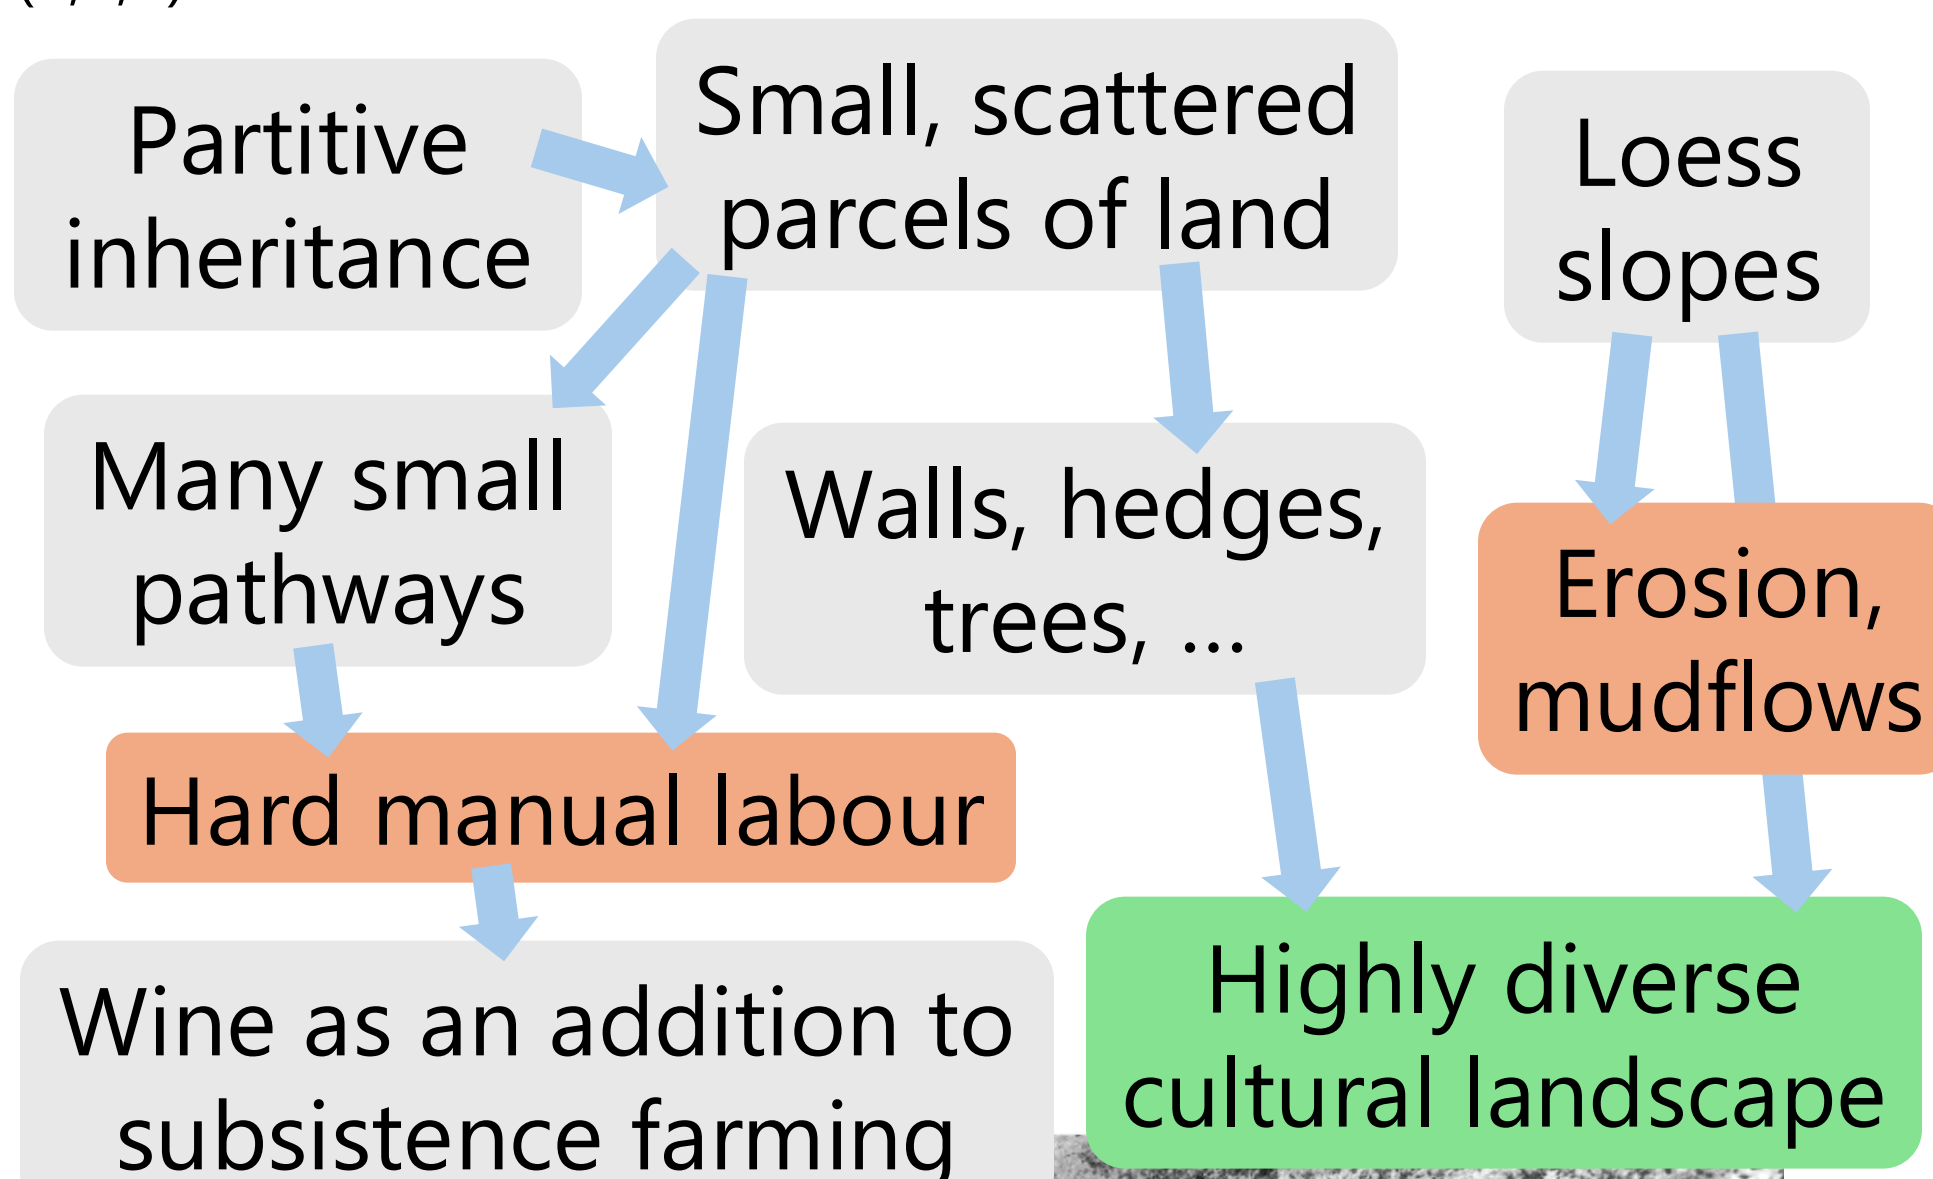 Partitive
inheritance
Small, scattered
parcels of land
Loess
slopes
Many small
pathways
Walls, hedges,
trees, ...
Erosion,
mudflows
Hard manual labour
Wine as an addition to
subsistence farming
Highly diverse
cultural landscape